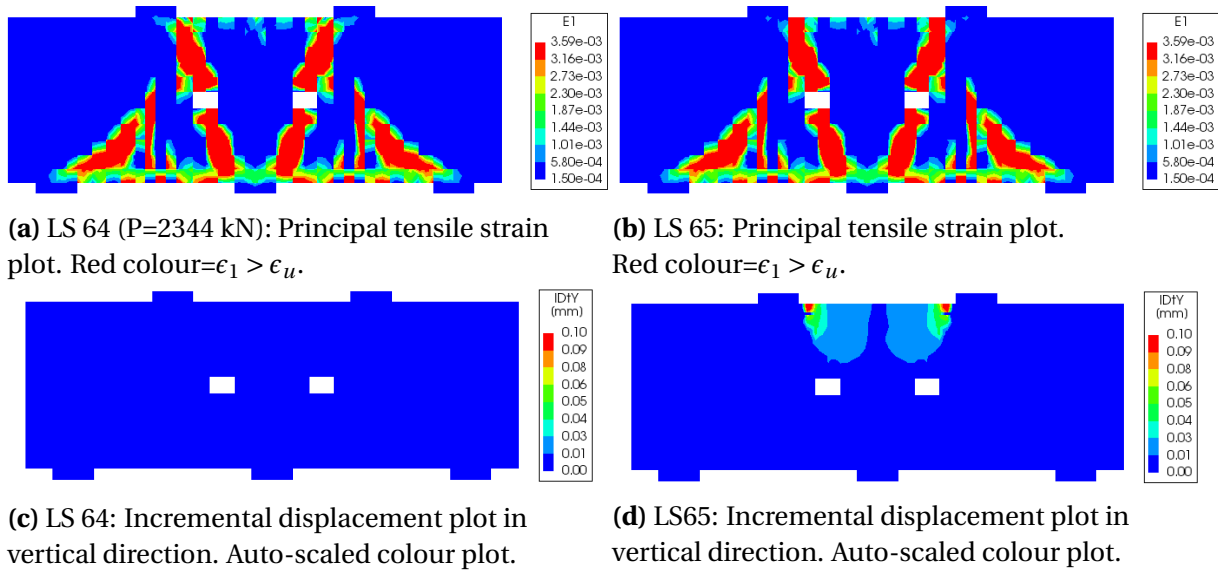 E1
3.59e-03
3.16e-03
2.73e-03
2.30e-03
1.87e-03
1.44e-03
1.01e-03
5.80e-04
1.50e-04
E1
3.59e-03
3.16e-03
2.73e-03
2.30e-03
1.87e-03
1.44e-03
1.01e-03
5.80e-04
1.50e-04
(a) LS 64 (P=2344 kN): Principal tensile strain
plot. Red colour=ϵ₁ > ϵᵤ.
(b) LS 65: Principal tensile strain plot.
Red colour=ϵ₁ > ϵᵤ.
IDtY
(mm)
0.10
0.09
0.08
0.06
0.05
0.04
0.03
0.01
0.00
IDtY
(mm)
0.10
0.09
0.08
0.06
0.05
0.04
0.03
0.01
0.00
(c) LS 64: Incremental displacement plot in
vertical direction. Auto-scaled colour plot.
(d) LS65: Incremental displacement plot in
vertical direction. Auto-scaled colour plot.